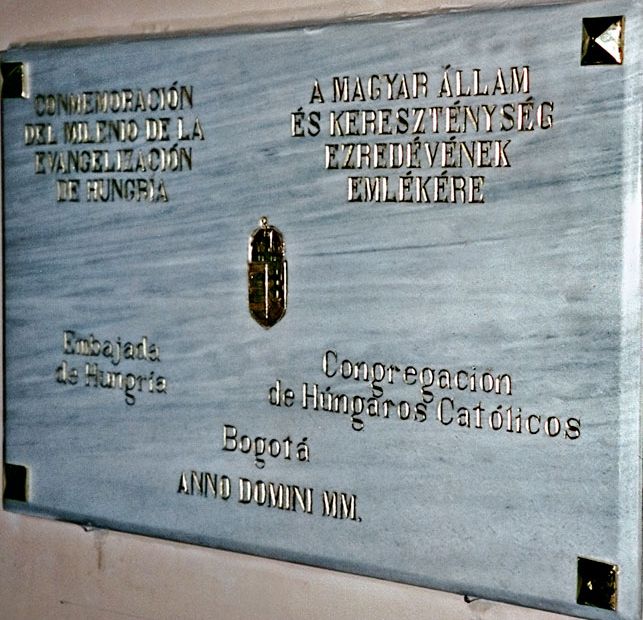 CONMEMORACIÓN
DEL MILENIO DE LA
EVANGELIZACIÓN
DE HUNGRÍA
A MAGYAR ÁLLAM
ÉS KERESZTÉNYSÉG
EZREDÉVÉNEK
EMLÉKÉRE
Embajada
de Hungría
Congregación
de Húngaros Católicos
Bogotá
ANNO DOMINI MM.